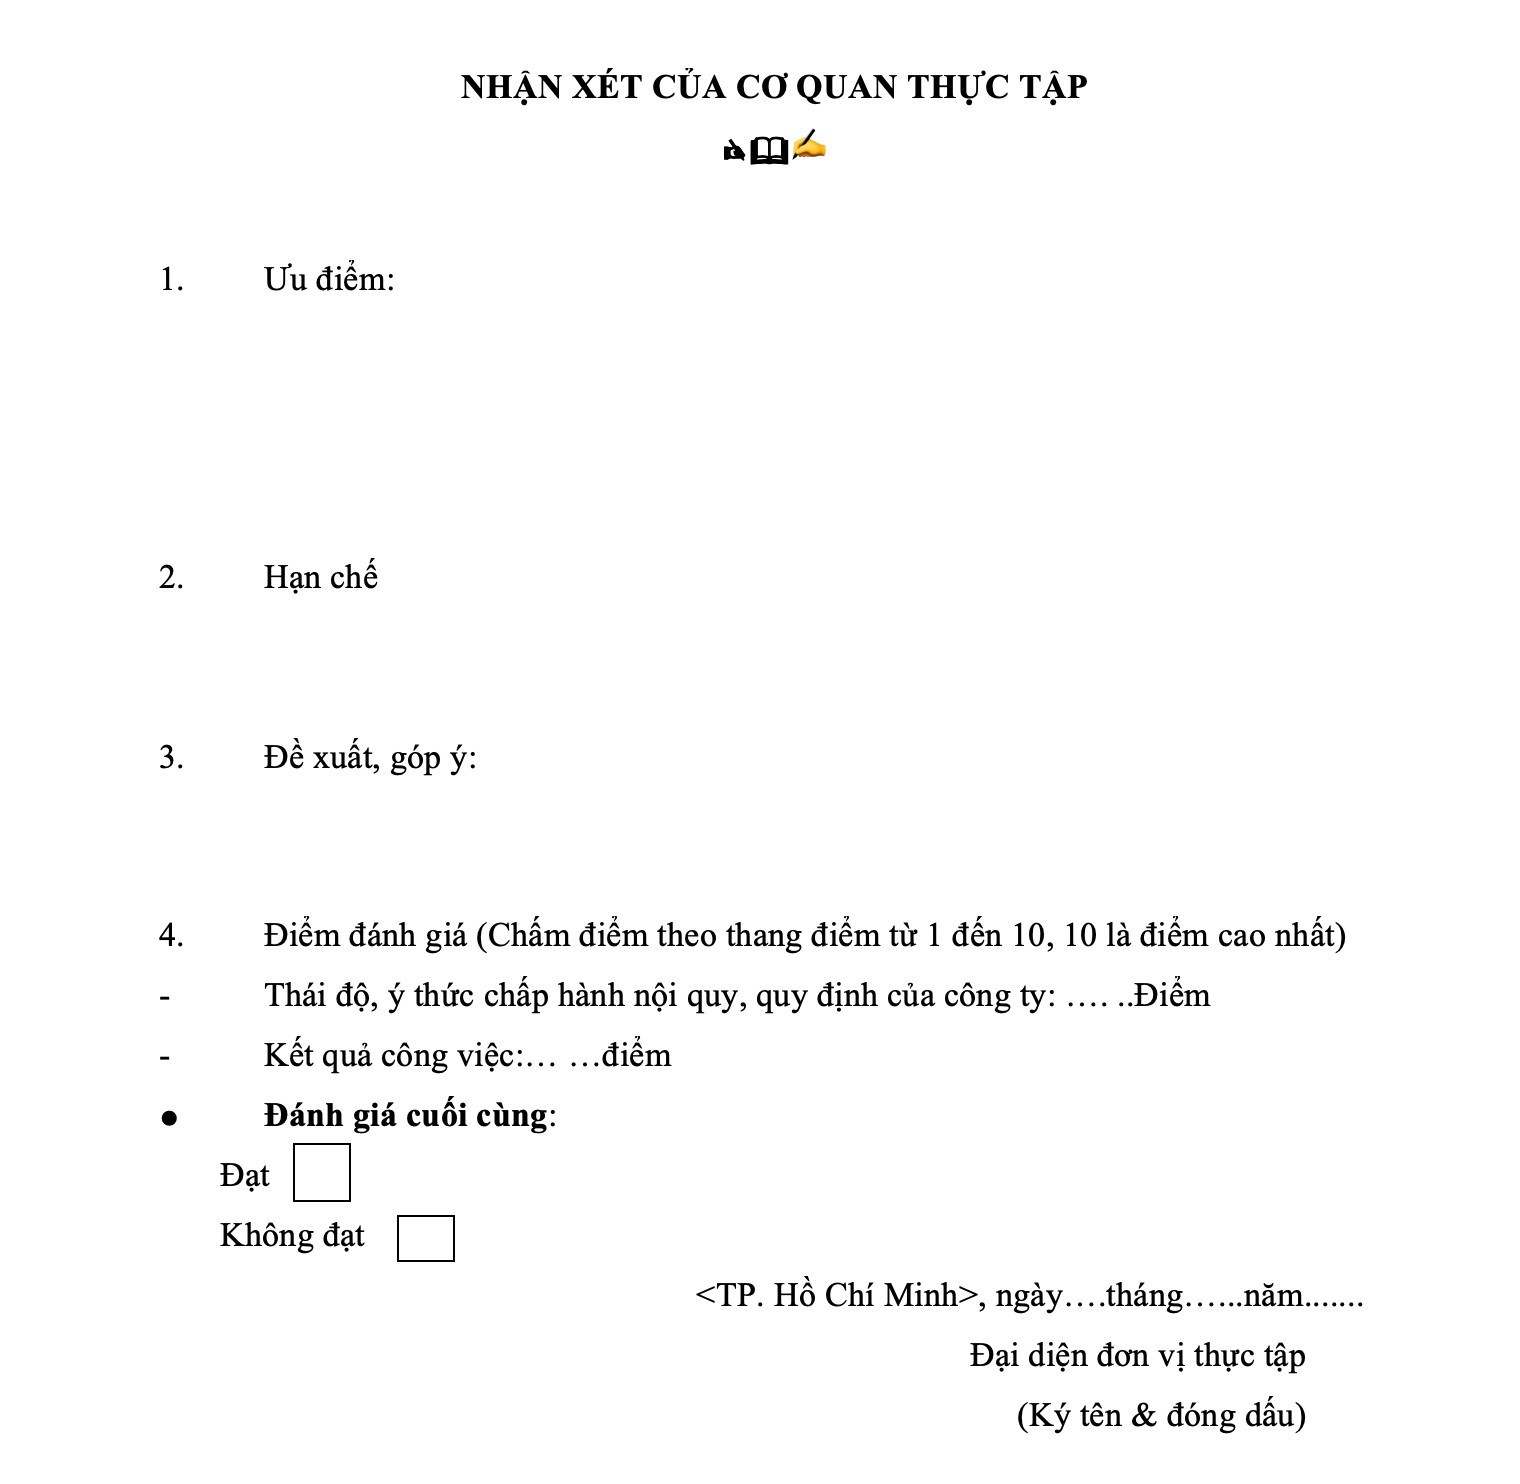 NHẬN XÉT CỦA CƠ QUAN THỰC TẬP
✍🕮✍
1. Ưu điểm:
2. Hạn chế
3. Đề xuất, góp ý:
4. Điểm đánh giá (Chấm điểm theo thang điểm từ 1 đến 10, 10 là điểm cao nhất)
- Thái độ, ý thức chấp hành nội quy, quy định của công ty: …. ..Điểm
- Kết quả công việc:… …điểm
● Đánh giá cuối cùng:
Đạt
Không đạt
<TP. Hồ Chí Minh>, ngày….tháng…...năm.......
Đại diện đơn vị thực tập
(Ký tên & đóng dấu)